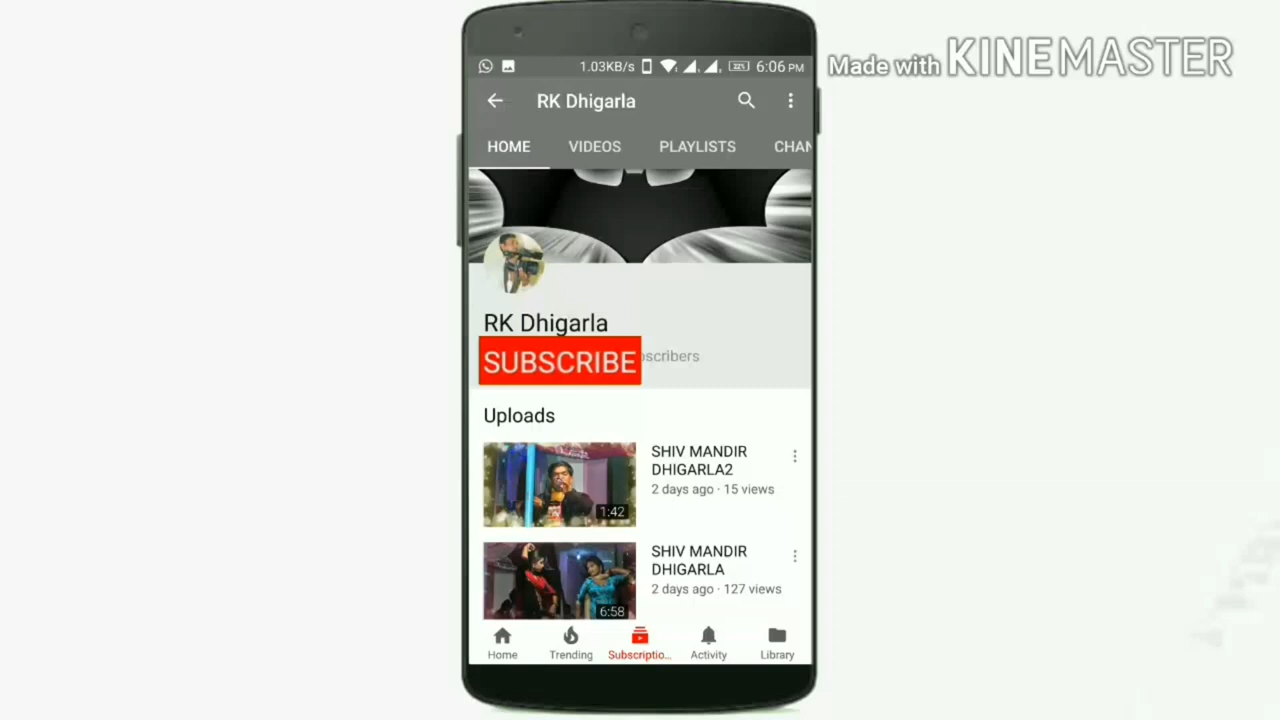 Made with KINEMASTER
1.03KB/s 32% 6:06 PM
RK Dhigarla
HOME VIDEOS PLAYLISTS CHAN
RK Dhigarla
SUBSCRIBE bscribers
Uploads
SHIV MANDIR
DHIGARLA2
2 days ago · 15 views
1:42
SHIV MANDIR
DHIGARLA
2 days ago · 127 views
6:58
Home Trending Subscriptio... Activity Library